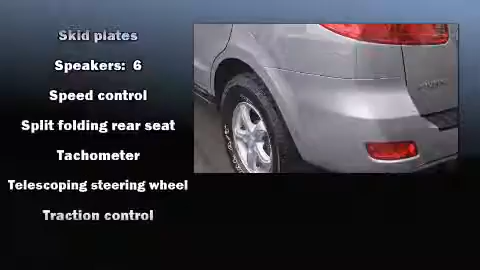 Skid plates
Speakers:  6
Speed control
Split folding rear seat
Tachometer
Telescoping steering wheel
Traction control